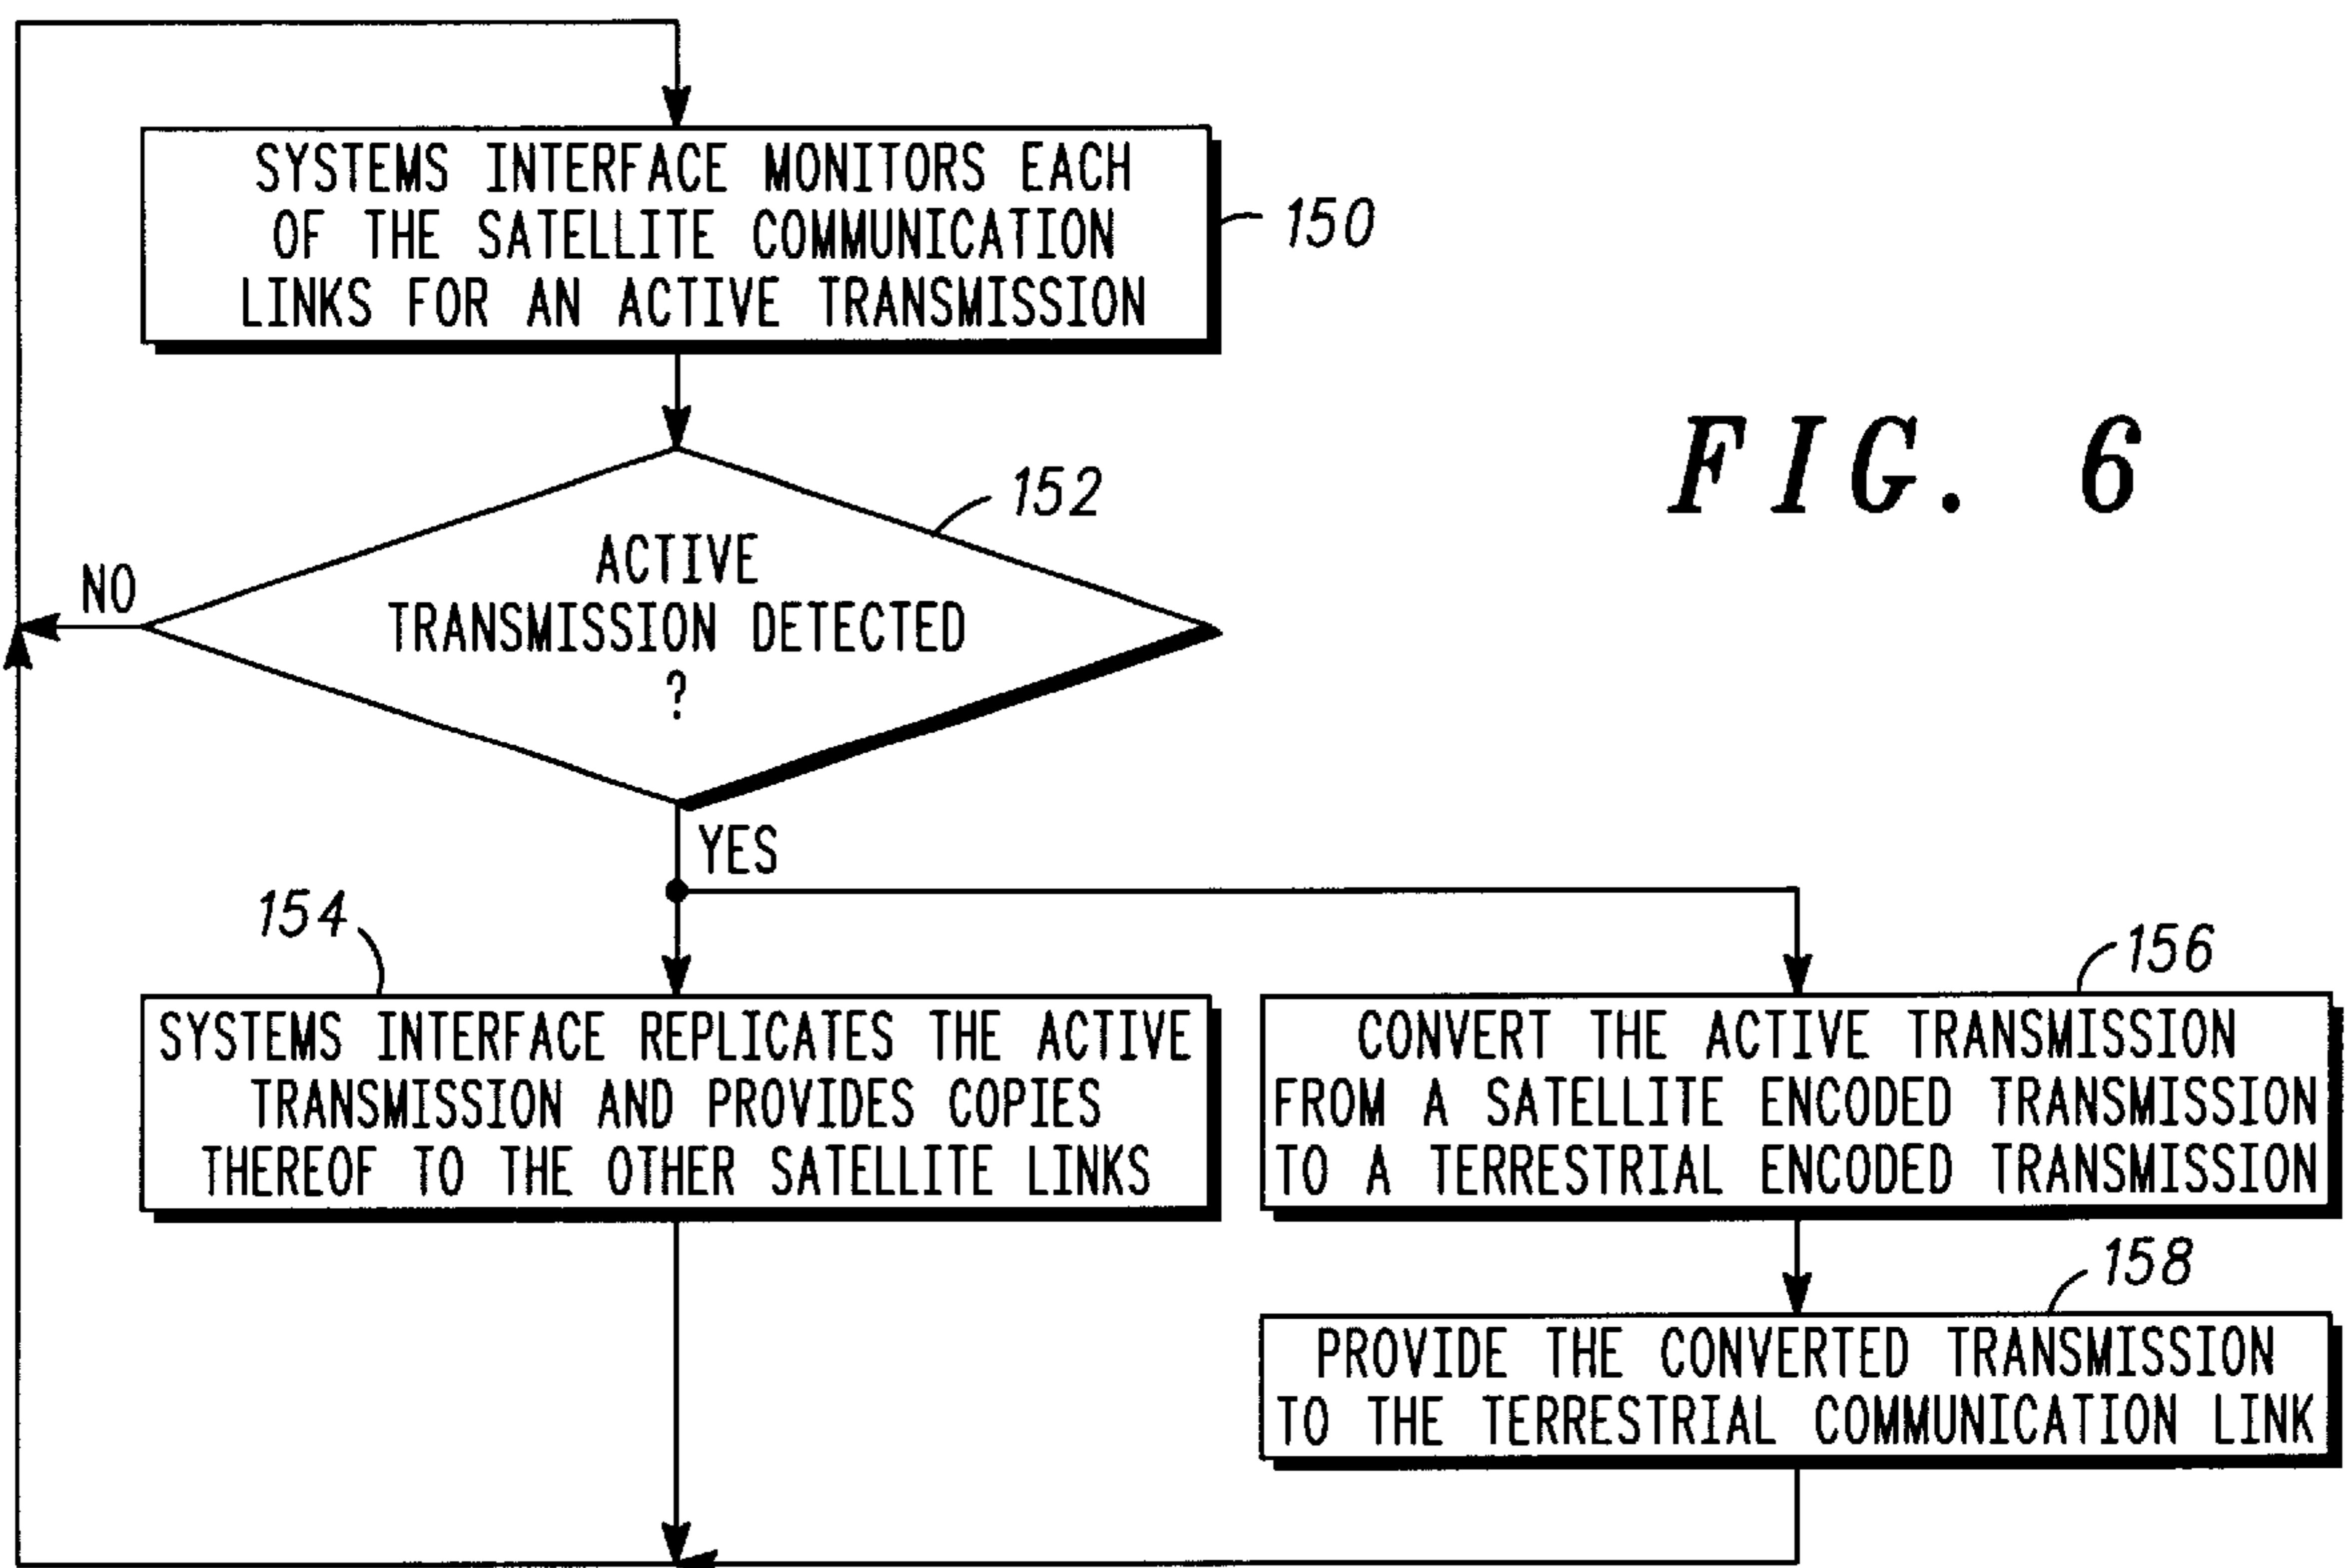 SYSTEMS INTERFACE MONITORS EACH
OF THE SATELLITE COMMUNICATION
LINKS FOR AN ACTIVE TRANSMISSION
150
FIG. 6
152
ACTIVE
TRANSMISSION DETECTED
?
NO
YES
154
SYSTEMS INTERFACE REPLICATES THE ACTIVE
TRANSMISSION AND PROVIDES COPIES
THEREOF TO THE OTHER SATELLITE LINKS
156
CONVERT THE ACTIVE TRANSMISSION
FROM A SATELLITE ENCODED TRANSMISSION
TO A TERRESTRIAL ENCODED TRANSMISSION
158
PROVIDE THE CONVERTED TRANSMISSION
TO THE TERRESTRIAL COMMUNICATION LINK